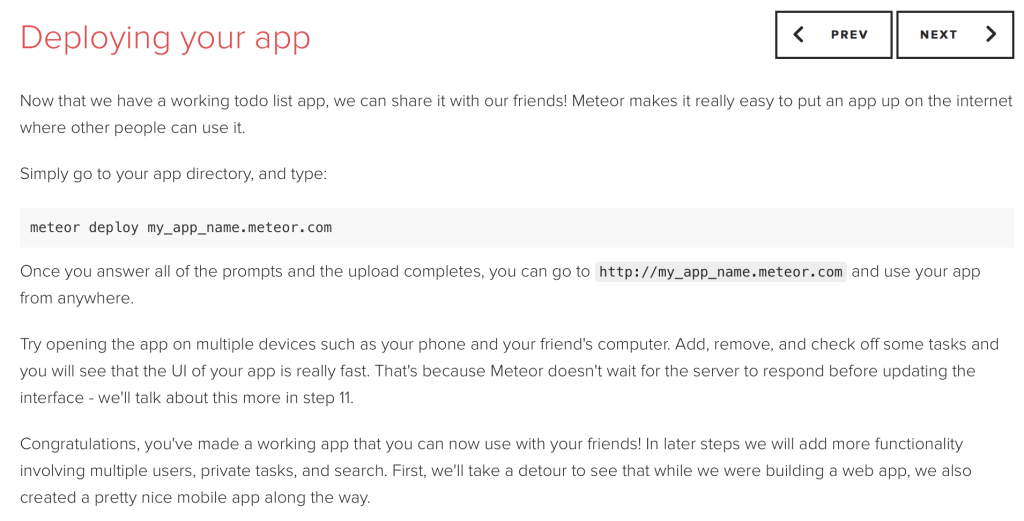 Deploying your app
PREV
NEXT
Now that we have a working todo list app, we can share it with our friends! Meteor makes it really easy to put an app up on the internet
where other people can use it.
Simply go to your app directory, and type:
meteor deploy my_app_name.meteor.com
Once you answer all of the prompts and the upload completes, you can go to http://my_app_name.meteor.com and use your app
from anywhere.
Try opening the app on multiple devices such as your phone and your friend's computer. Add, remove, and check off some tasks and
you will see that the UI of your app is really fast. That's because Meteor doesn't wait for the server to respond before updating the
interface - we'll talk about this more in step 11.
Congratulations, you've made a working app that you can now use with your friends! In later steps we will add more functionality
involving multiple users, private tasks, and search. First, we'll take a detour to see that while we were building a web app, we also
created a pretty nice mobile app along the way.